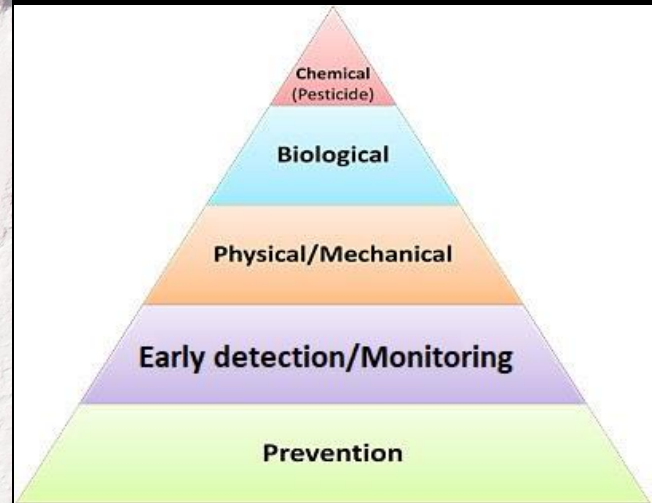 Chemical
(Pesticide)
Biological
Physical/Mechanical
Early detection/Monitoring
Prevention